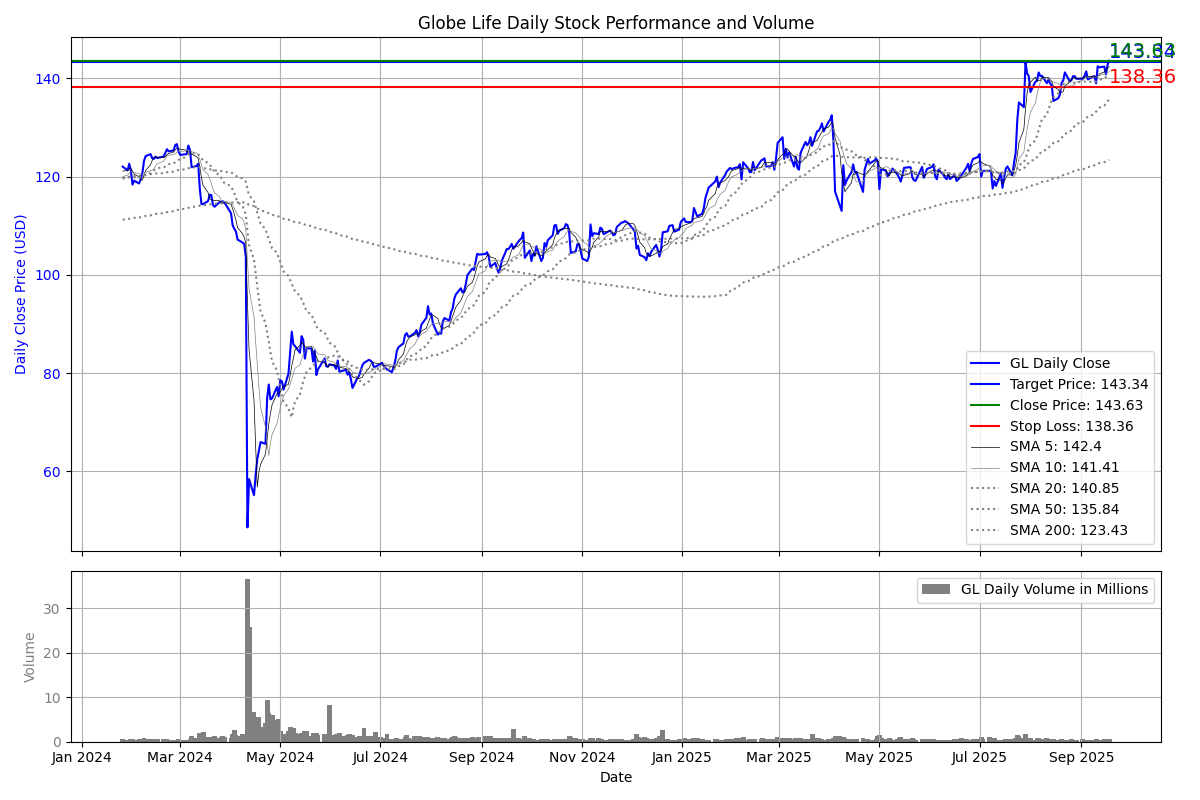 Globe Life Daily Stock Performance and Volume
143.34
143.63
138.36
140
120
100
80
60
Daily Close Price (USD)
GL Daily Close
Target Price: 143.34
Close Price: 143.63
Stop Loss: 138.36
SMA 5: 142.4
SMA 10: 141.41
SMA 20: 140.85
SMA 50: 135.84
SMA 200: 123.43
GL Daily Volume in Millions
30
20
10
0
Volume
Jan 2024 Mar 2024 May 2024 Jul 2024 Sep 2024 Nov 2024 Jan 2025 Mar 2025 May 2025 Jul 2025 Sep 2025
Date